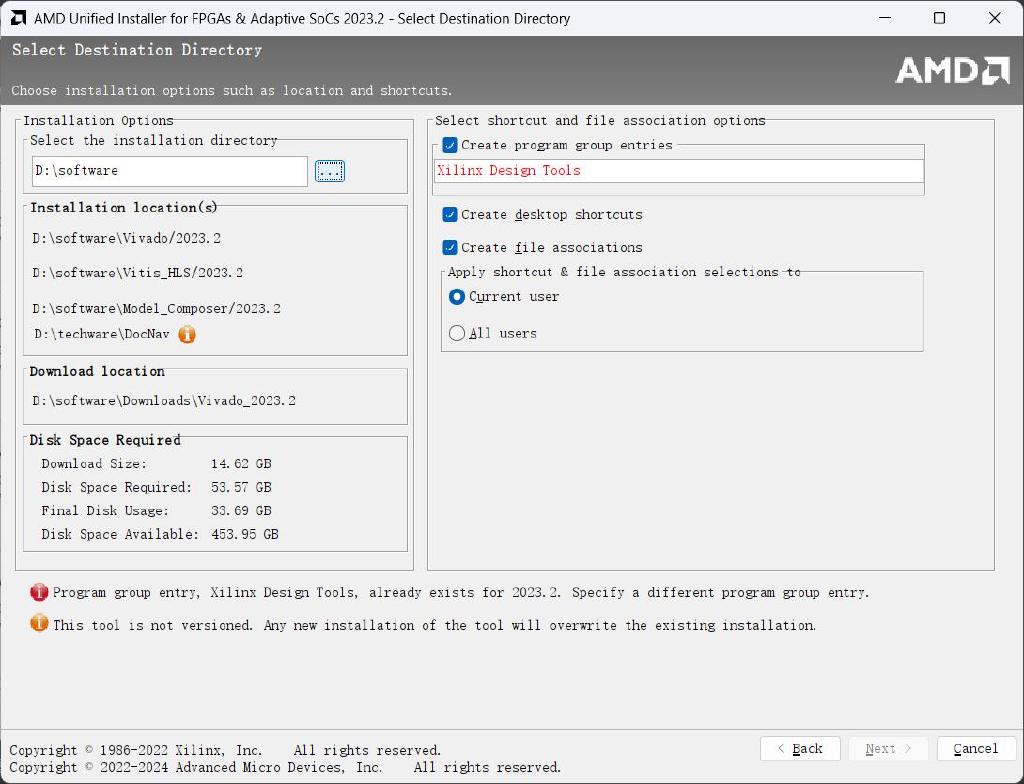 AMD Unified Installer for FPGAs & Adaptive SoCs 2023.2 - Select Destination Directory
Select Destination Directory
Choose installation options such as location and shortcuts.
AMD
Installation Options
Select the installation directory
D:\software
...
Installation location(s)
D:\software\Vivado/2023.2
D:\software\Vitis_HLS/2023.2
D:\software\Model_Composer/2023.2
D:\techware\DocNav
Download location
D:\software\Downloads\Vivado_2023.2
Disk Space Required
Download Size: 14.62 GB
Disk Space Required: 53.57 GB
Final Disk Usage: 33.69 GB
Disk Space Available: 453.95 GB
Select shortcut and file association options
Create program group entries
Xilinx Design Tools
Create desktop shortcuts
Create file associations
Apply shortcut & file association selections to
Current user
All users
Program group entry, Xilinx Design Tools, already exists for 2023.2. Specify a different program group entry.
This tool is not versioned. Any new installation of the tool will overwrite the existing installation.
Copyright © 1986-2022 Xilinx, Inc. All rights reserved.
Copyright © 2022-2024 Advanced Micro Devices, Inc. All rights reserved.
< Back
Next >
Cancel